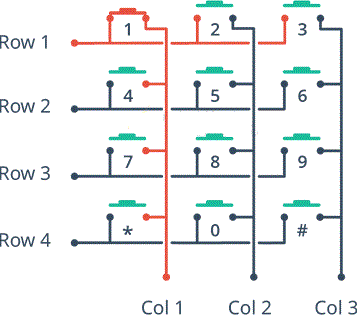 1 2 3
Row 1
Row 2
4 5 6
Row 3
7 8 9
Row 4
* 0 #
Col 1 Col 2 Col 3